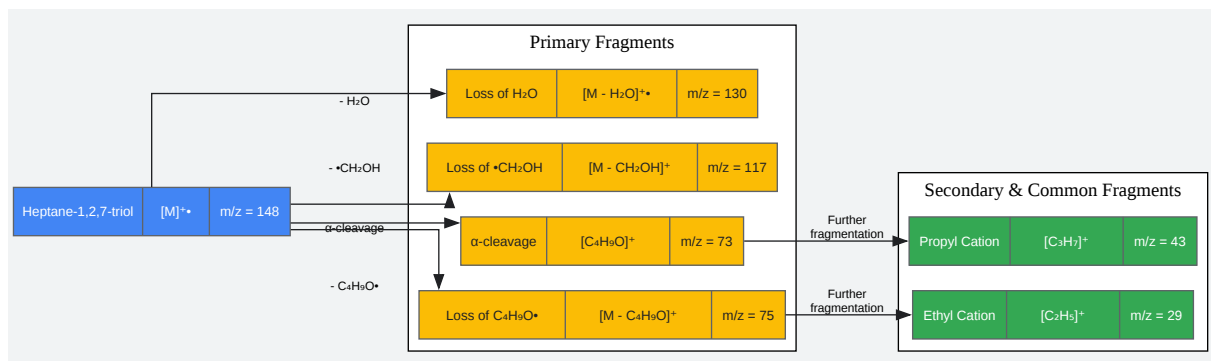 Primary Fragments
Loss of H₂O [M - H₂O]⁺• m/z = 130
- H₂O
Loss of •CH₂OH [M - CH₂OH]⁺ m/z = 117
- •CH₂OH
Heptane-1,2,7-triol [M]⁺• m/z = 148
α-cleavage
α-cleavage [C₄H₉O]⁺ m/z = 73
- C₄H₉O•
Loss of C₄H₉O• [M - C₄H₉O]⁺ m/z = 75
Further
fragmentation
Further
fragmentation
Secondary & Common Fragments
Propyl Cation [C₃H₇]⁺ m/z = 43
Ethyl Cation [C₂H₅]⁺ m/z = 29